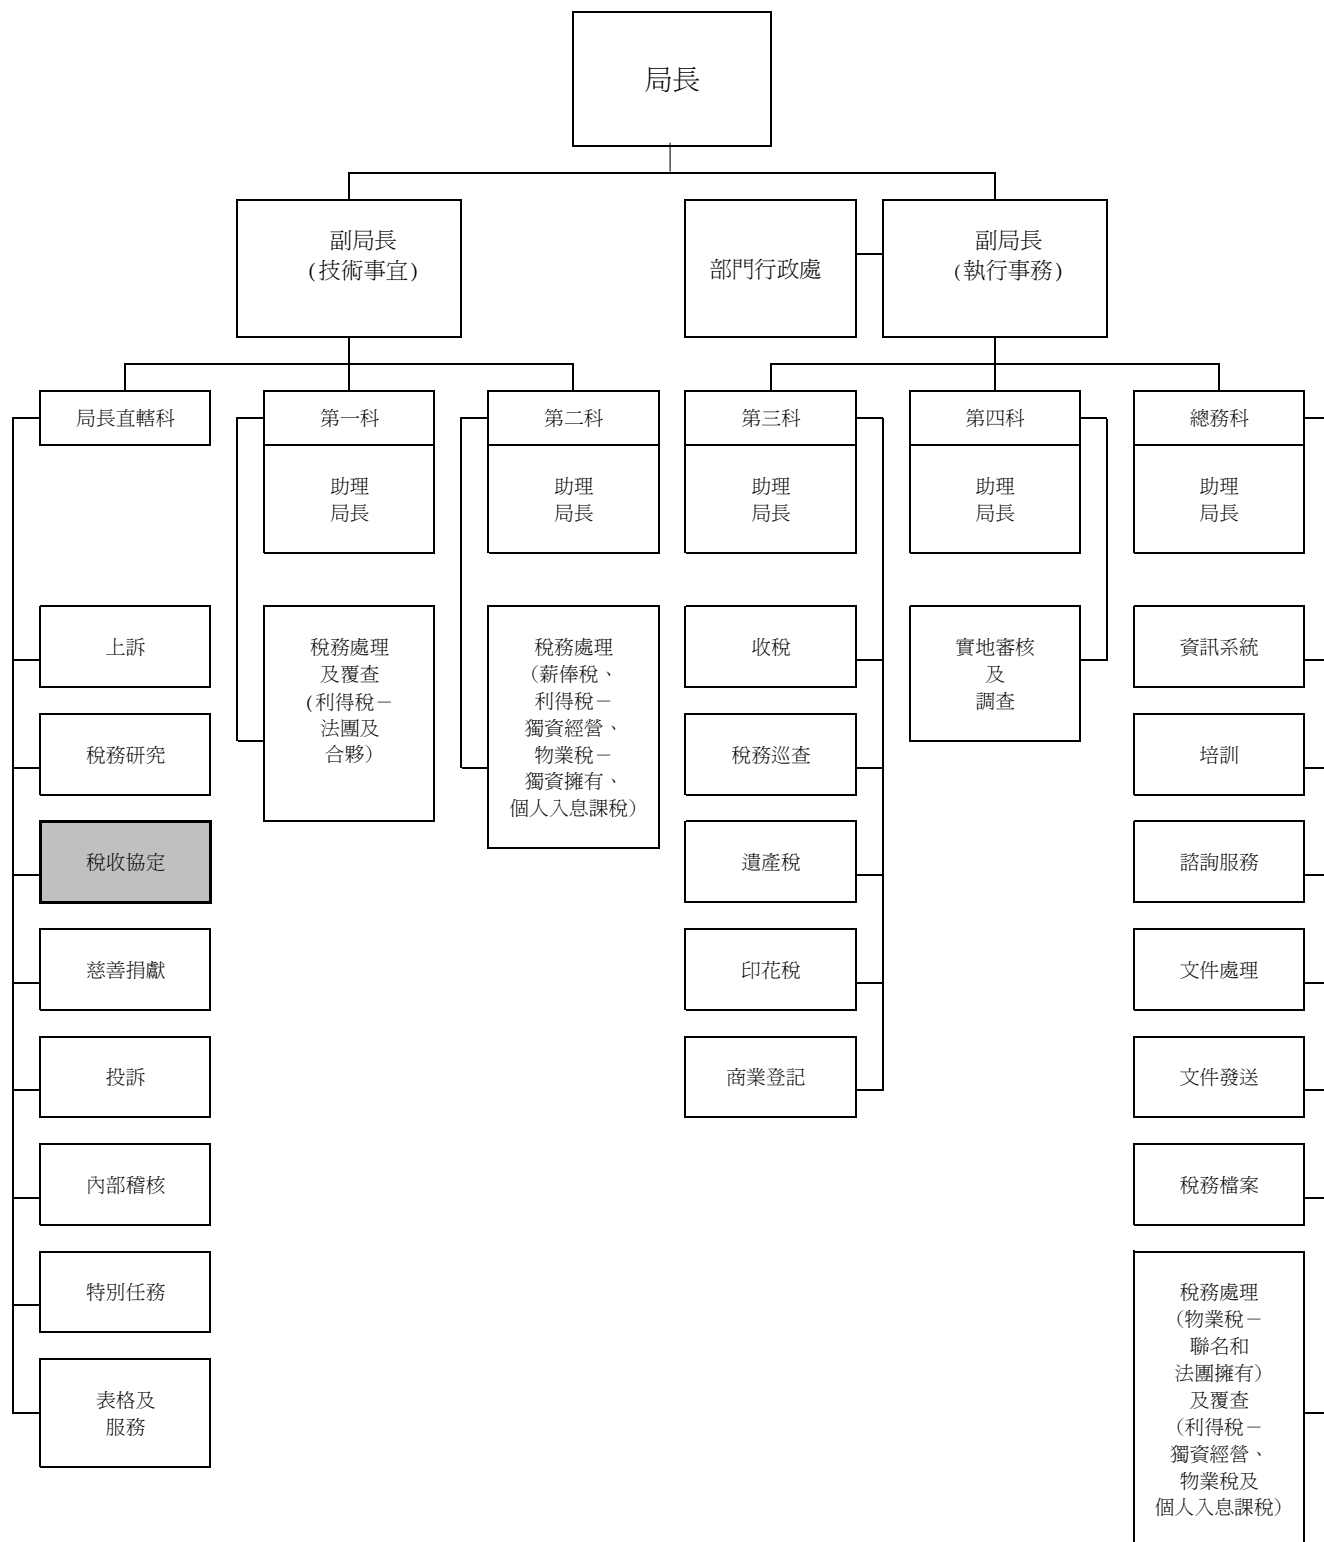 局長
副局長
(技術事宜)
部門行政處
副局長
(執行事務)
局長直轄科
第一科
第二科
第三科
第四科
總務科
助理
局長
助理
局長
助理
局長
助理
局長
助理
局長
上訴
稅務研究
稅收協定
慈善捐獻
投訴
內部稽核
特別任務
表格及
服務
稅務處理
及覆查
(利得稅－
法團及
合夥)
稅務處理
(薪俸稅、
利得稅－
獨資經營、
物業稅－
獨資擁有、
個人入息課稅)
收稅
稅務巡查
遺產稅
印花稅
商業登記
實地審核
及
調查
資訊系統
培訓
諮詢服務
文件處理
文件發送
稅務檔案
稅務處理
(物業稅－
聯名和
法團擁有)
及覆查
(利得稅－
獨資經營、
物業稅及
個人入息課稅)